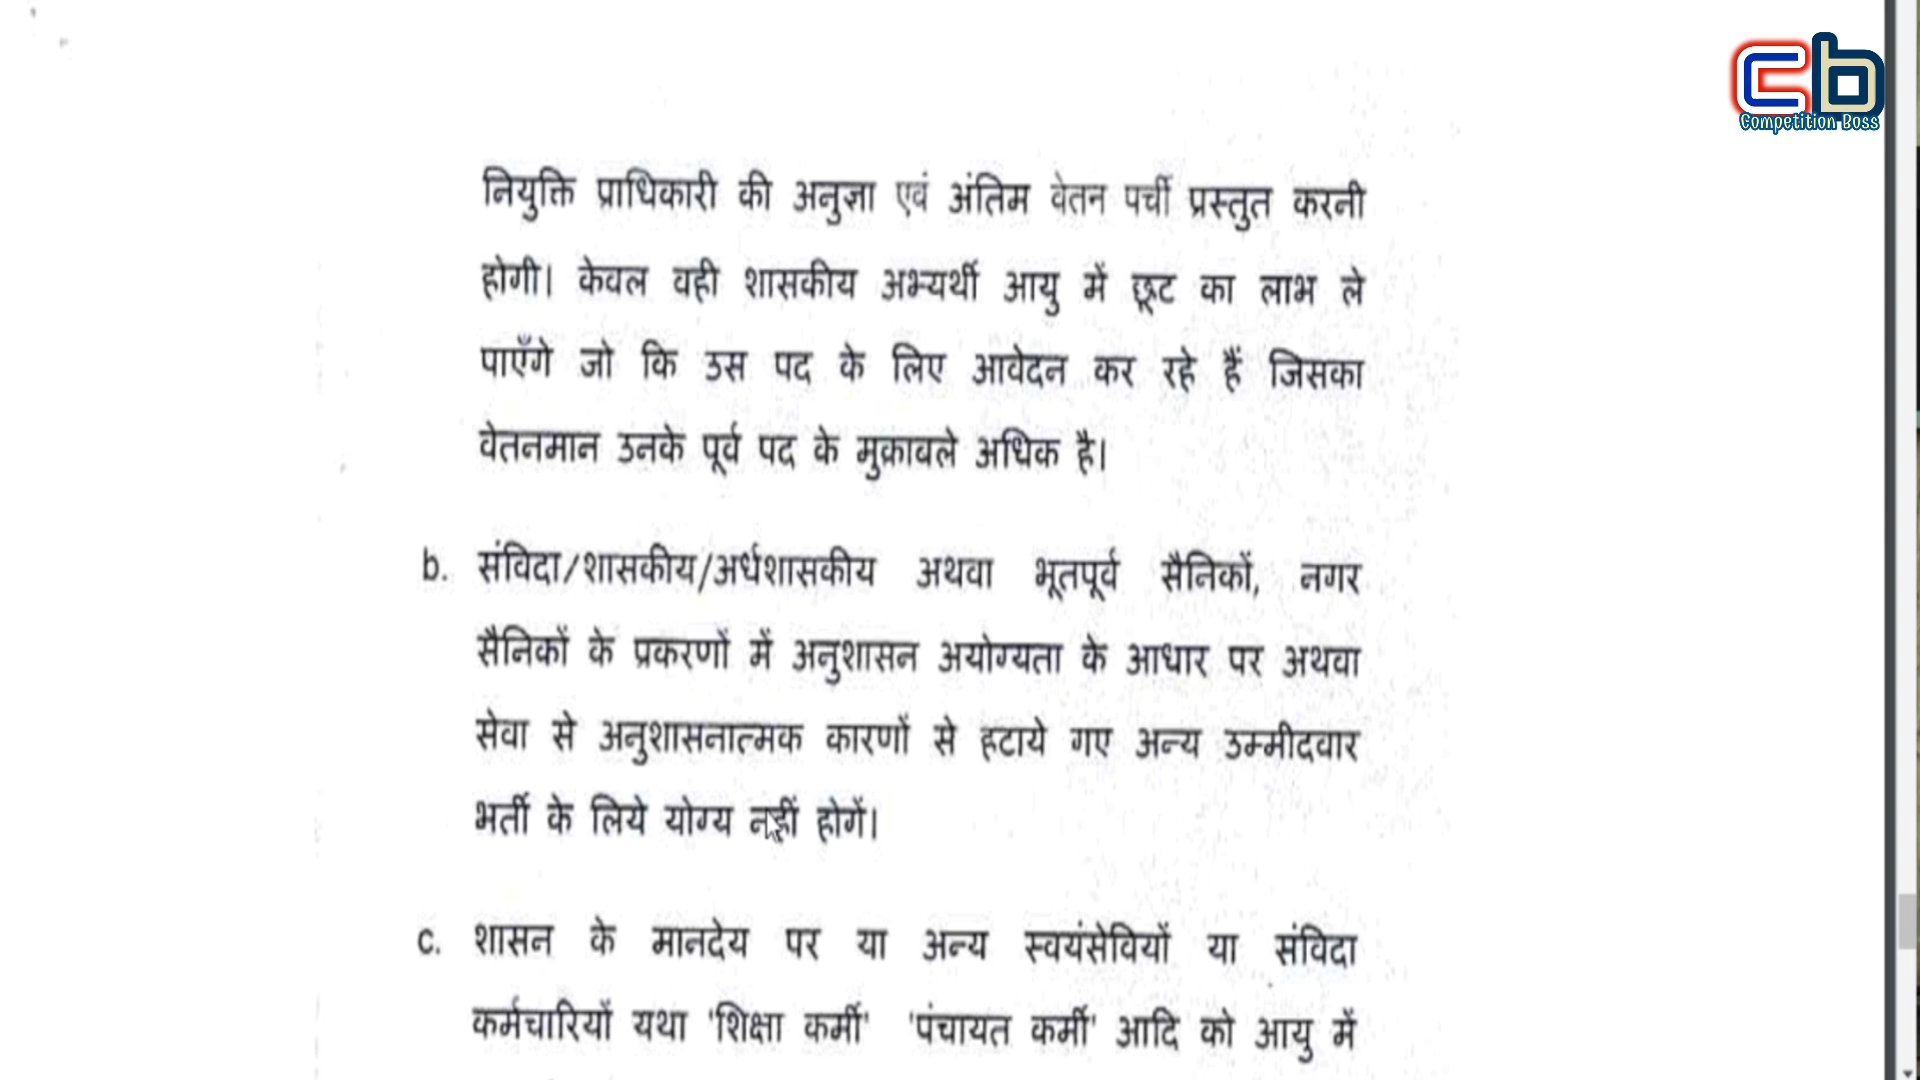 Competition Boss
नियुक्ति प्राधिकारी की अनुज्ञा एवं अंतिम वेतन पर्ची प्रस्तुत करनी
होगी। केवल वही शासकीय अभ्यर्थी आयु में छूट का लाभ ले
पाएँगे जो कि उस पद के लिए आवेदन कर रहे हैं जिसका
वेतनमान उनके पूर्व पद के मुक़ाबले अधिक है।
b. संविदा/शासकीय/अर्धशासकीय अथवा भूतपूर्व सैनिकों, नगर
सैनिकों के प्रकरणों में अनुशासन अयोग्यता के आधार पर अथवा
सेवा से अनुशासनात्मक कारणों से हटाये गए अन्य उम्मीदवार
भर्ती के लिये योग्य नहीं होगें।
c. शासन के मानदेय पर या अन्य स्वयंसेवियों या संविदा
कर्मचारियों यथा 'शिक्षा कर्मी' 'पंचायत कर्मी' आदि को आयु में